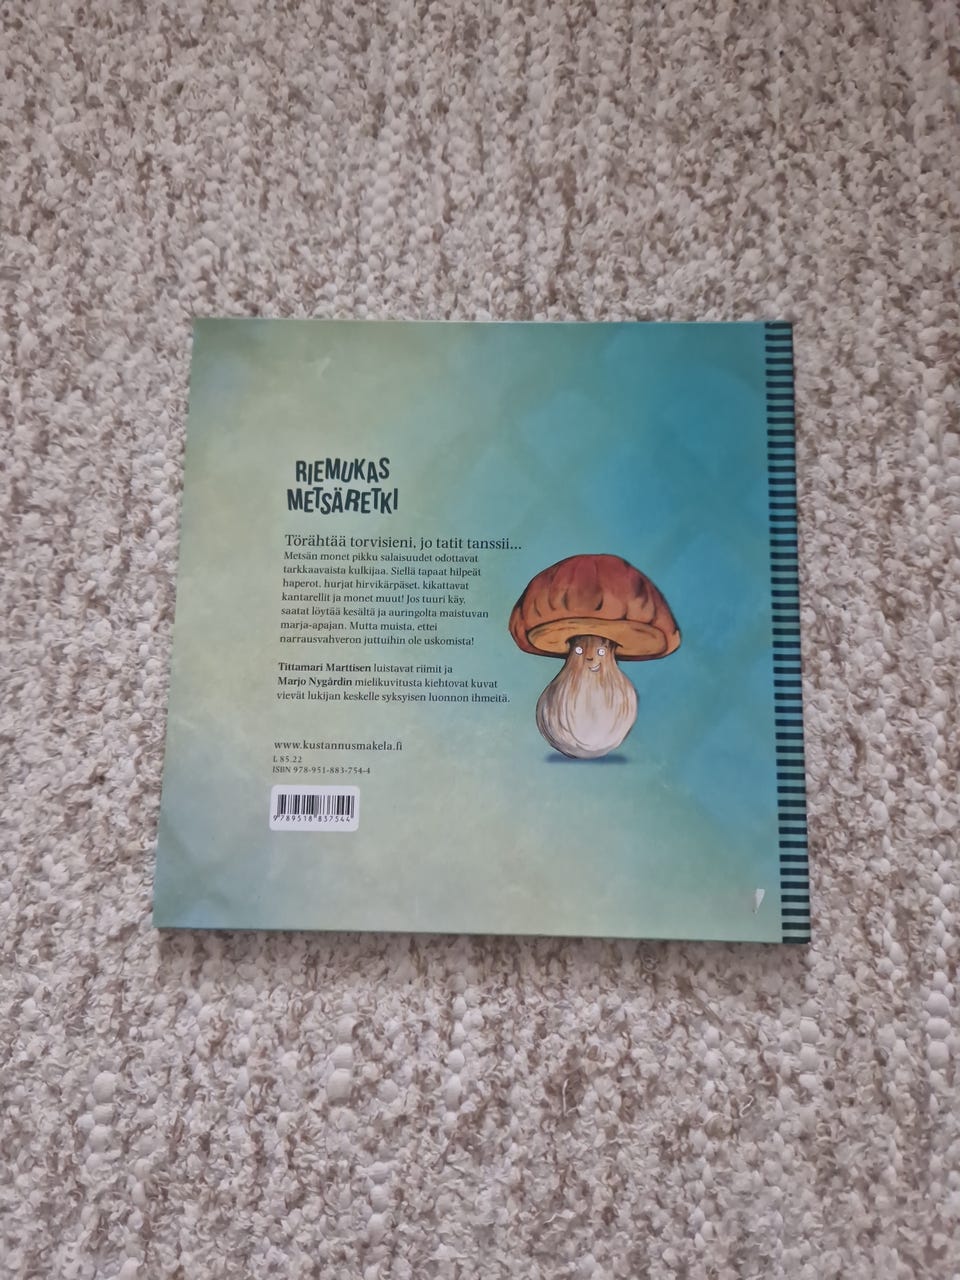 RIEMUKAS
METSÄRETKI
Törähtää torvisieni, jo tatit tanssii...
Metsän monet pikku salaisuudet odottavat
tarkkaavaista kulkijaa. Siellä tapaat hilpeät
haperot, hurjat hirvikärpäset, kikattavat
kantarellit ja monet muut! Jos tuuri käy,
saatat löytää kesältä ja auringolta maistuvan
marja-apajan. Mutta muista, ettei
narrausvahveron juttuihin ole uskomista!
Tittamari Marttisen luistavat riimit ja
Marjo Nygårdin mielikuvitusta kiehtovat kuvat
vievät lukijan keskelle syksyisen luonnon ihmeitä.
www.kustannusmakela.fi
L 85.22
ISBN 978-951-883-754-4
9789518837544